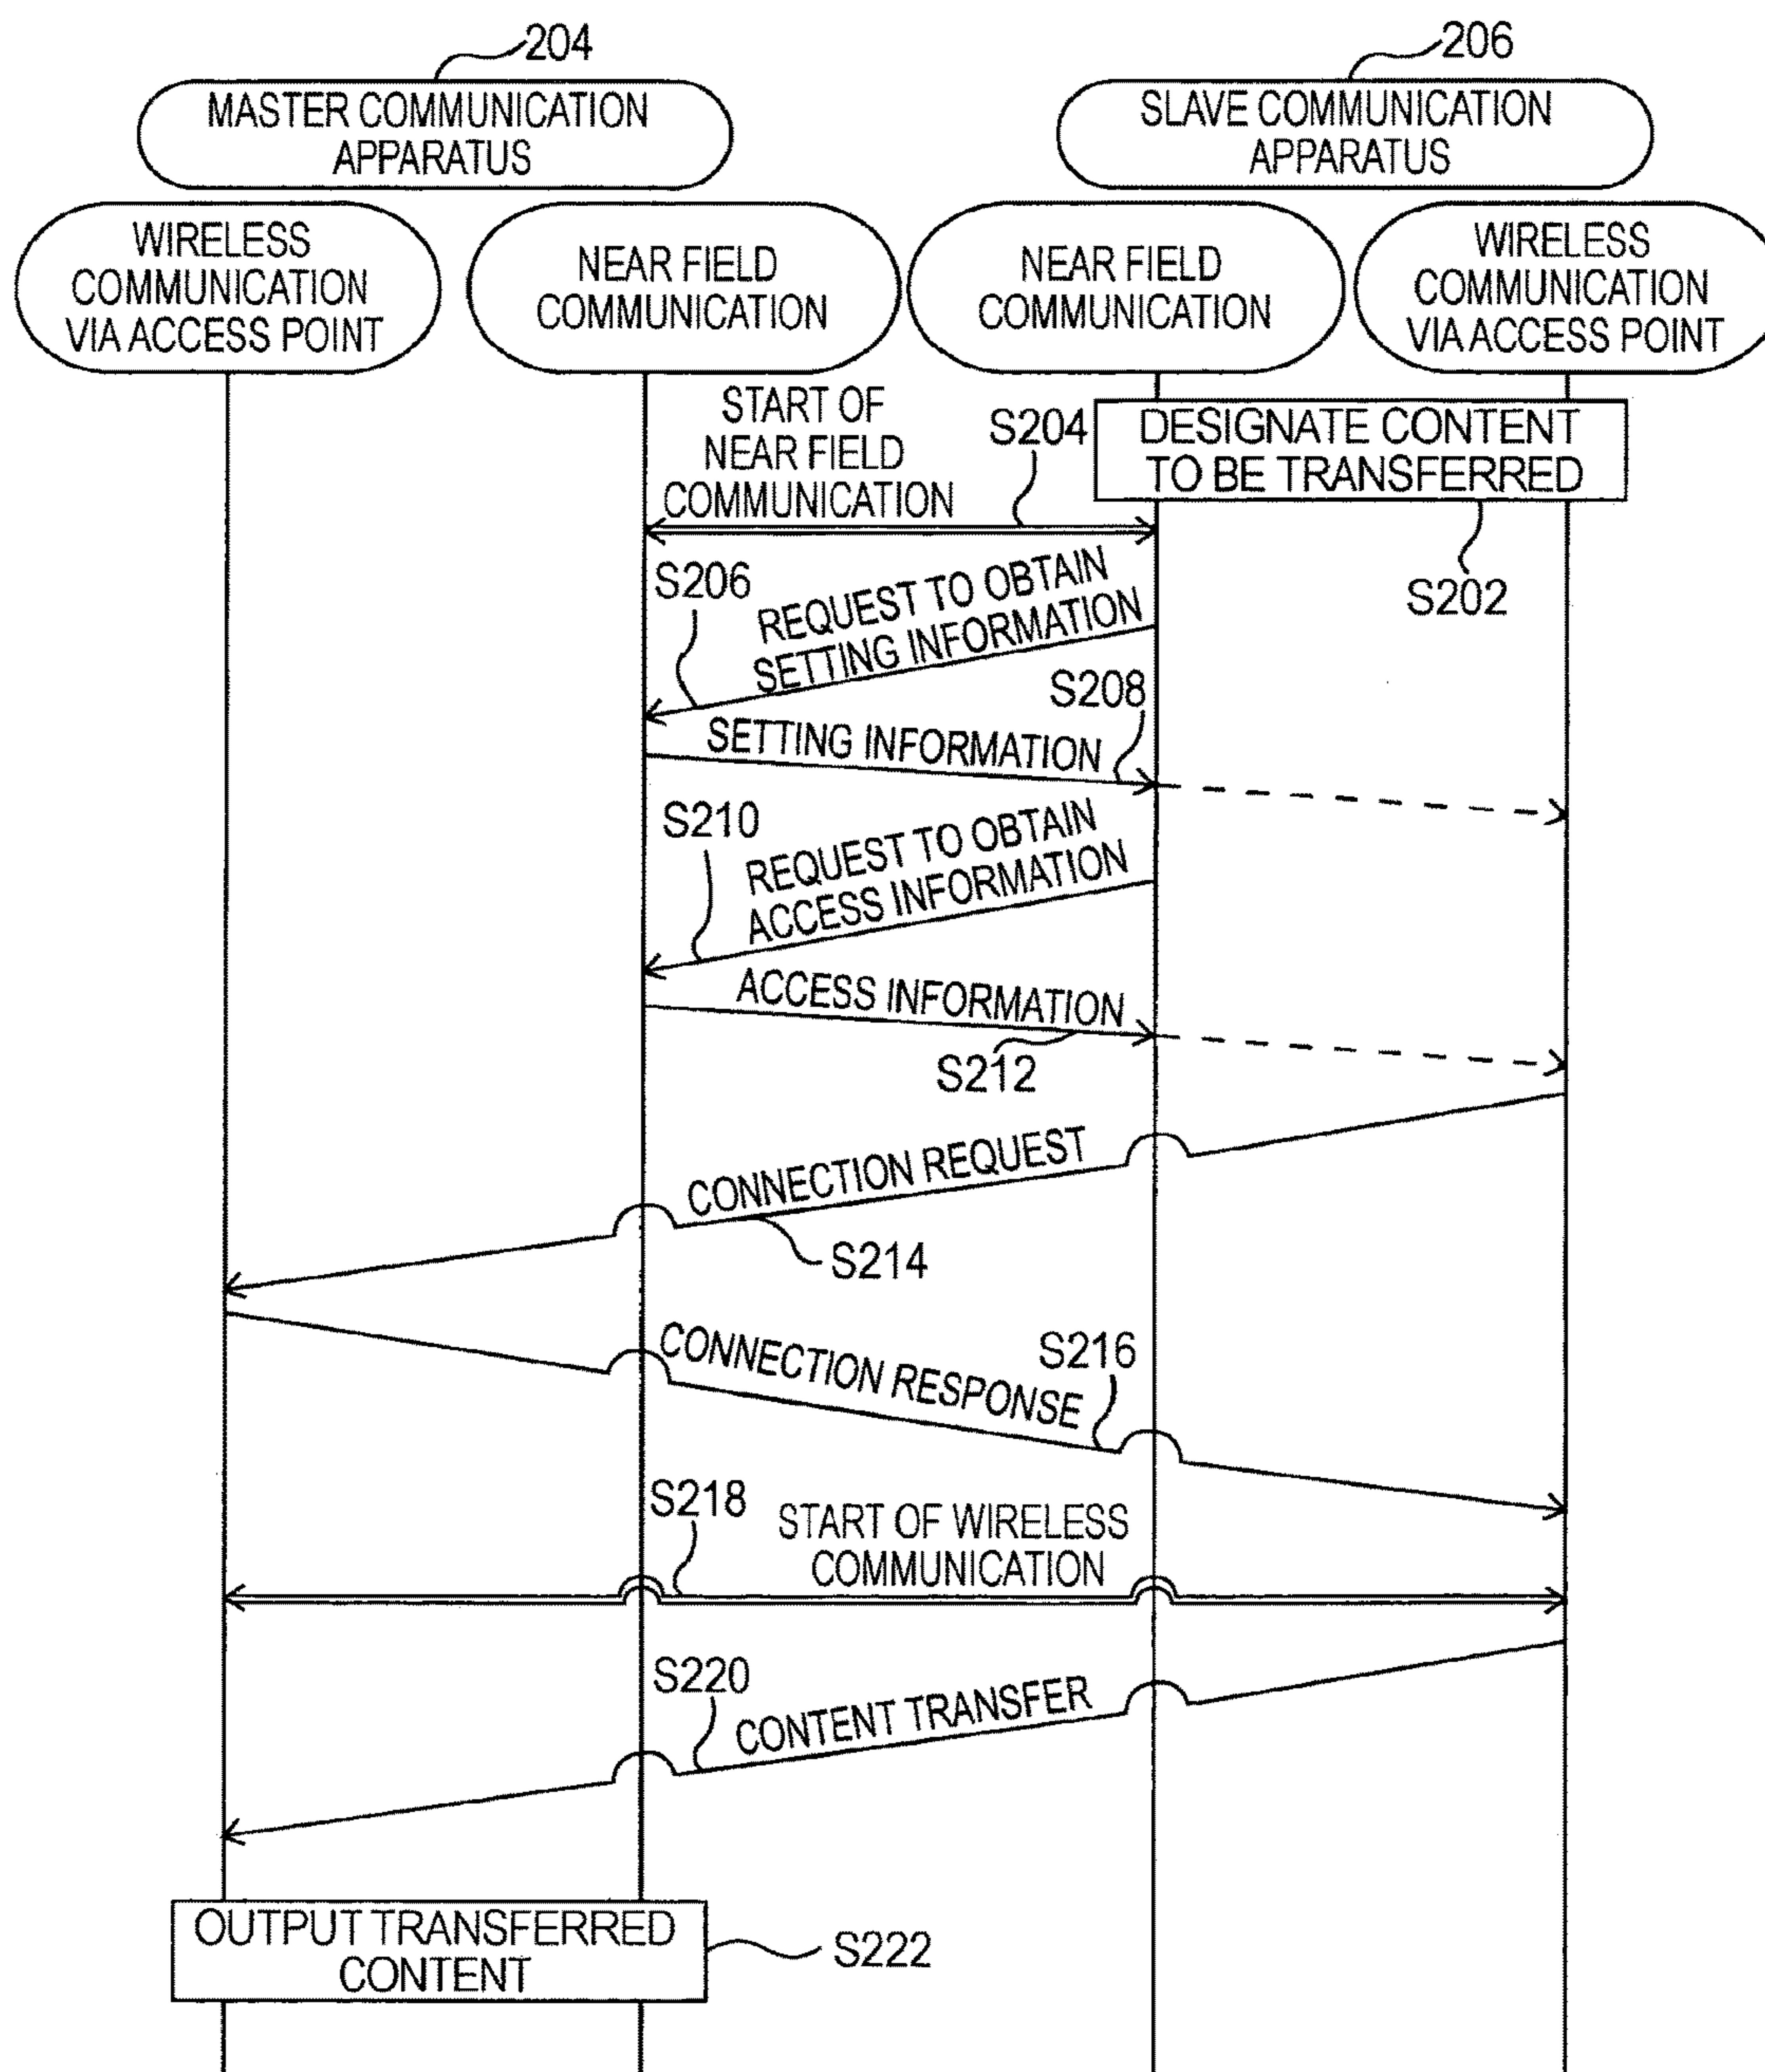 204
206
MASTER COMMUNICATION
APPARATUS
SLAVE COMMUNICATION
APPARATUS
WIRELESS
COMMUNICATION
VIA ACCESS POINT
NEAR FIELD
COMMUNICATION
NEAR FIELD
COMMUNICATION
WIRELESS
COMMUNICATION
VIA ACCESS POINT
START OF
NEAR FIELD
COMMUNICATION
S204
DESIGNATE CONTENT
TO BE TRANSFERRED
S202
S206
REQUEST TO OBTAIN
SETTING INFORMATION
S208
SETTING INFORMATION
S210
REQUEST TO OBTAIN
ACCESS INFORMATION
ACCESS INFORMATION
S212
CONNECTION REQUEST
S214
CONNECTION RESPONSE
S216
S218
START OF WIRELESS
COMMUNICATION
S220
CONTENT TRANSFER
OUTPUT TRANSFERRED
CONTENT
S222